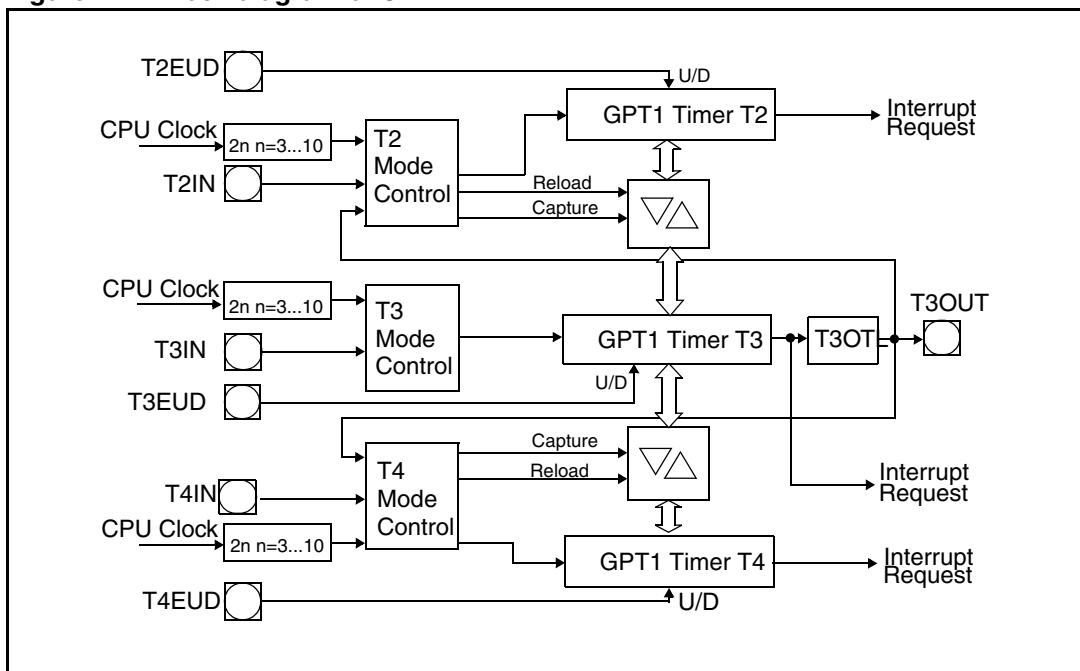 T2EUD
U/D
GPT1 Timer T2
Interrupt
Request
CPU Clock
2n n=3...10
T2
Mode
Control
T2IN
Reload
Capture
CPU Clock
2n n=3...10
T3
Mode
Control
T3IN
T3EUD
U/D
GPT1 Timer T3
T3OTL
T3OUT
Capture
Reload
T4
Mode
Control
T4IN
CPU Clock
2n n=3...10
Interrupt
Request
GPT1 Timer T4
Interrupt
Request
T4EUD
U/D